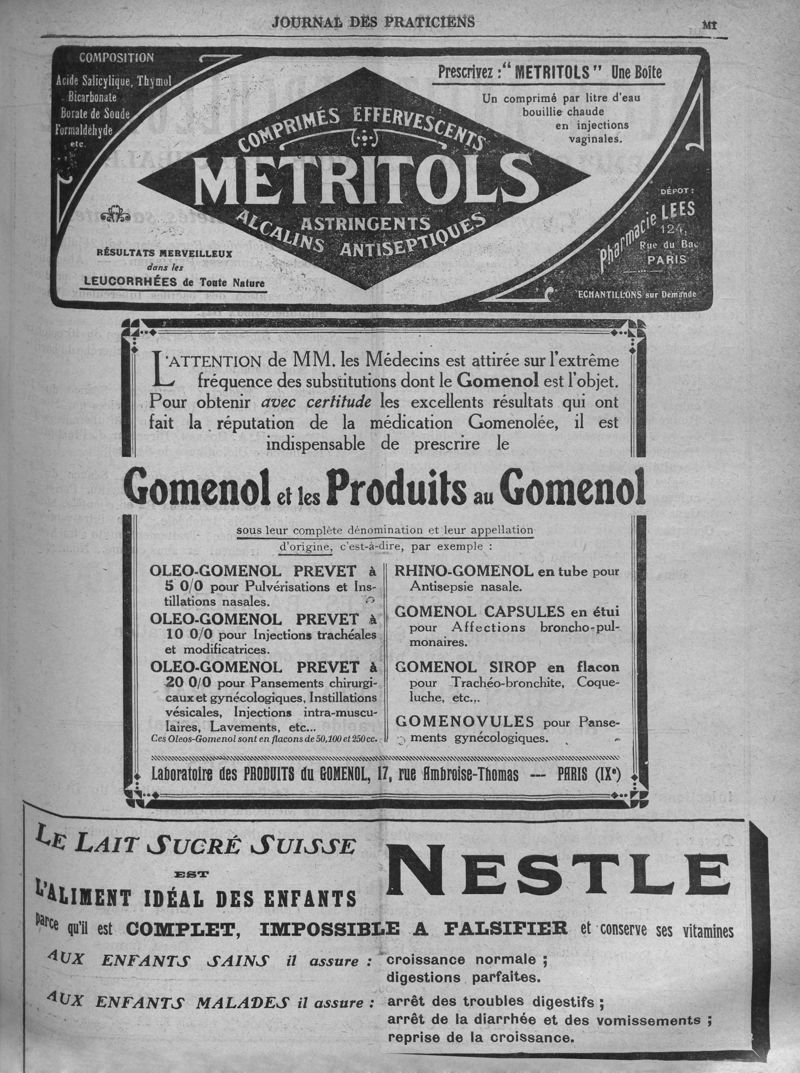 JOURNAL DES PRATICIENS
COMPOSITION
Acide Salicylique, Thymol
Bicarbonate
Borate de Soude
Formaldéhyde
etc.
Prescrivez : "METRITOLS" Une Boîte
Un comprimé par litre d'eau
bouillie chaude
en injections
vaginales.
COMPRIMÉS EFFERVESCENTS
METRITOLS
ASTRINGENTS
ALCALINS ANTISEPTIQUES
RÉSULTATS MERVEILLEUX
dans les
LEUCORRHÉES de Toute Nature
DÉPOT :
Pharmacie LEES
124,
Rue du Bac
PARIS
ECHANTILLONS sur Demande
L'ATTENTION de MM. les Médecins est attirée sur l'extrême
fréquence des substitutions dont le Gomenol est l'objet.
Pour obtenir avec certitude les excellents résultats qui ont
fait la réputation de la médication Gomenolée, il est
indispensable de prescrire le
Gomenol et les Produits au Gomenol
sous leur complète dénomination et leur appellation
d'origine, c'est-à-dire, par exemple :
OLEO-GOMENOL PREVET à
5 0/0 pour Pulvérisations et Ins-
tillations nasales.
OLEO-GOMENOL PREVET à
10 0/0 pour Injections trachéales
et modificatrices.
OLEO-GOMENOL PREVET à
20 0/0 pour Pansements chirurgi-
caux et gynécologiques, Instillations
vésicales, Injections intra-muscu-
laires, Lavements, etc...
Ces Oleos-Gomenol sont en flacons de 50, 100 et 250 cc.
RHINO-GOMENOL en tube pour
Antisepsie nasale.
GOMENOL CAPSULES en étui
pour Affections broncho-pul-
monaires.
GOMENOL SIROP en flacon
pour Trachéo-bronchite, Coque-
luche, etc...
GOMENOVULES pour Panse-
ments gynécologiques.
Laboratoire des PRODUITS du GOMENOL, 17, rue Ambroise-Thomas — PARIS (IXe)
LE LAIT SUCRÉ SUISSE
NESTLE
EST
L'ALIMENT IDÉAL DES ENFANTS
parce qu'il est COMPLET, IMPOSSIBLE A FALSIFIER et conserve ses vitamines
AUX ENFANTS SAINS il assure : croissance normale ;
digestions parfaites.
AUX ENFANTS MALADES il assure : arrêt des troubles digestifs ;
arrêt de la diarrhée et des vomissements ;
reprise de la croissance.